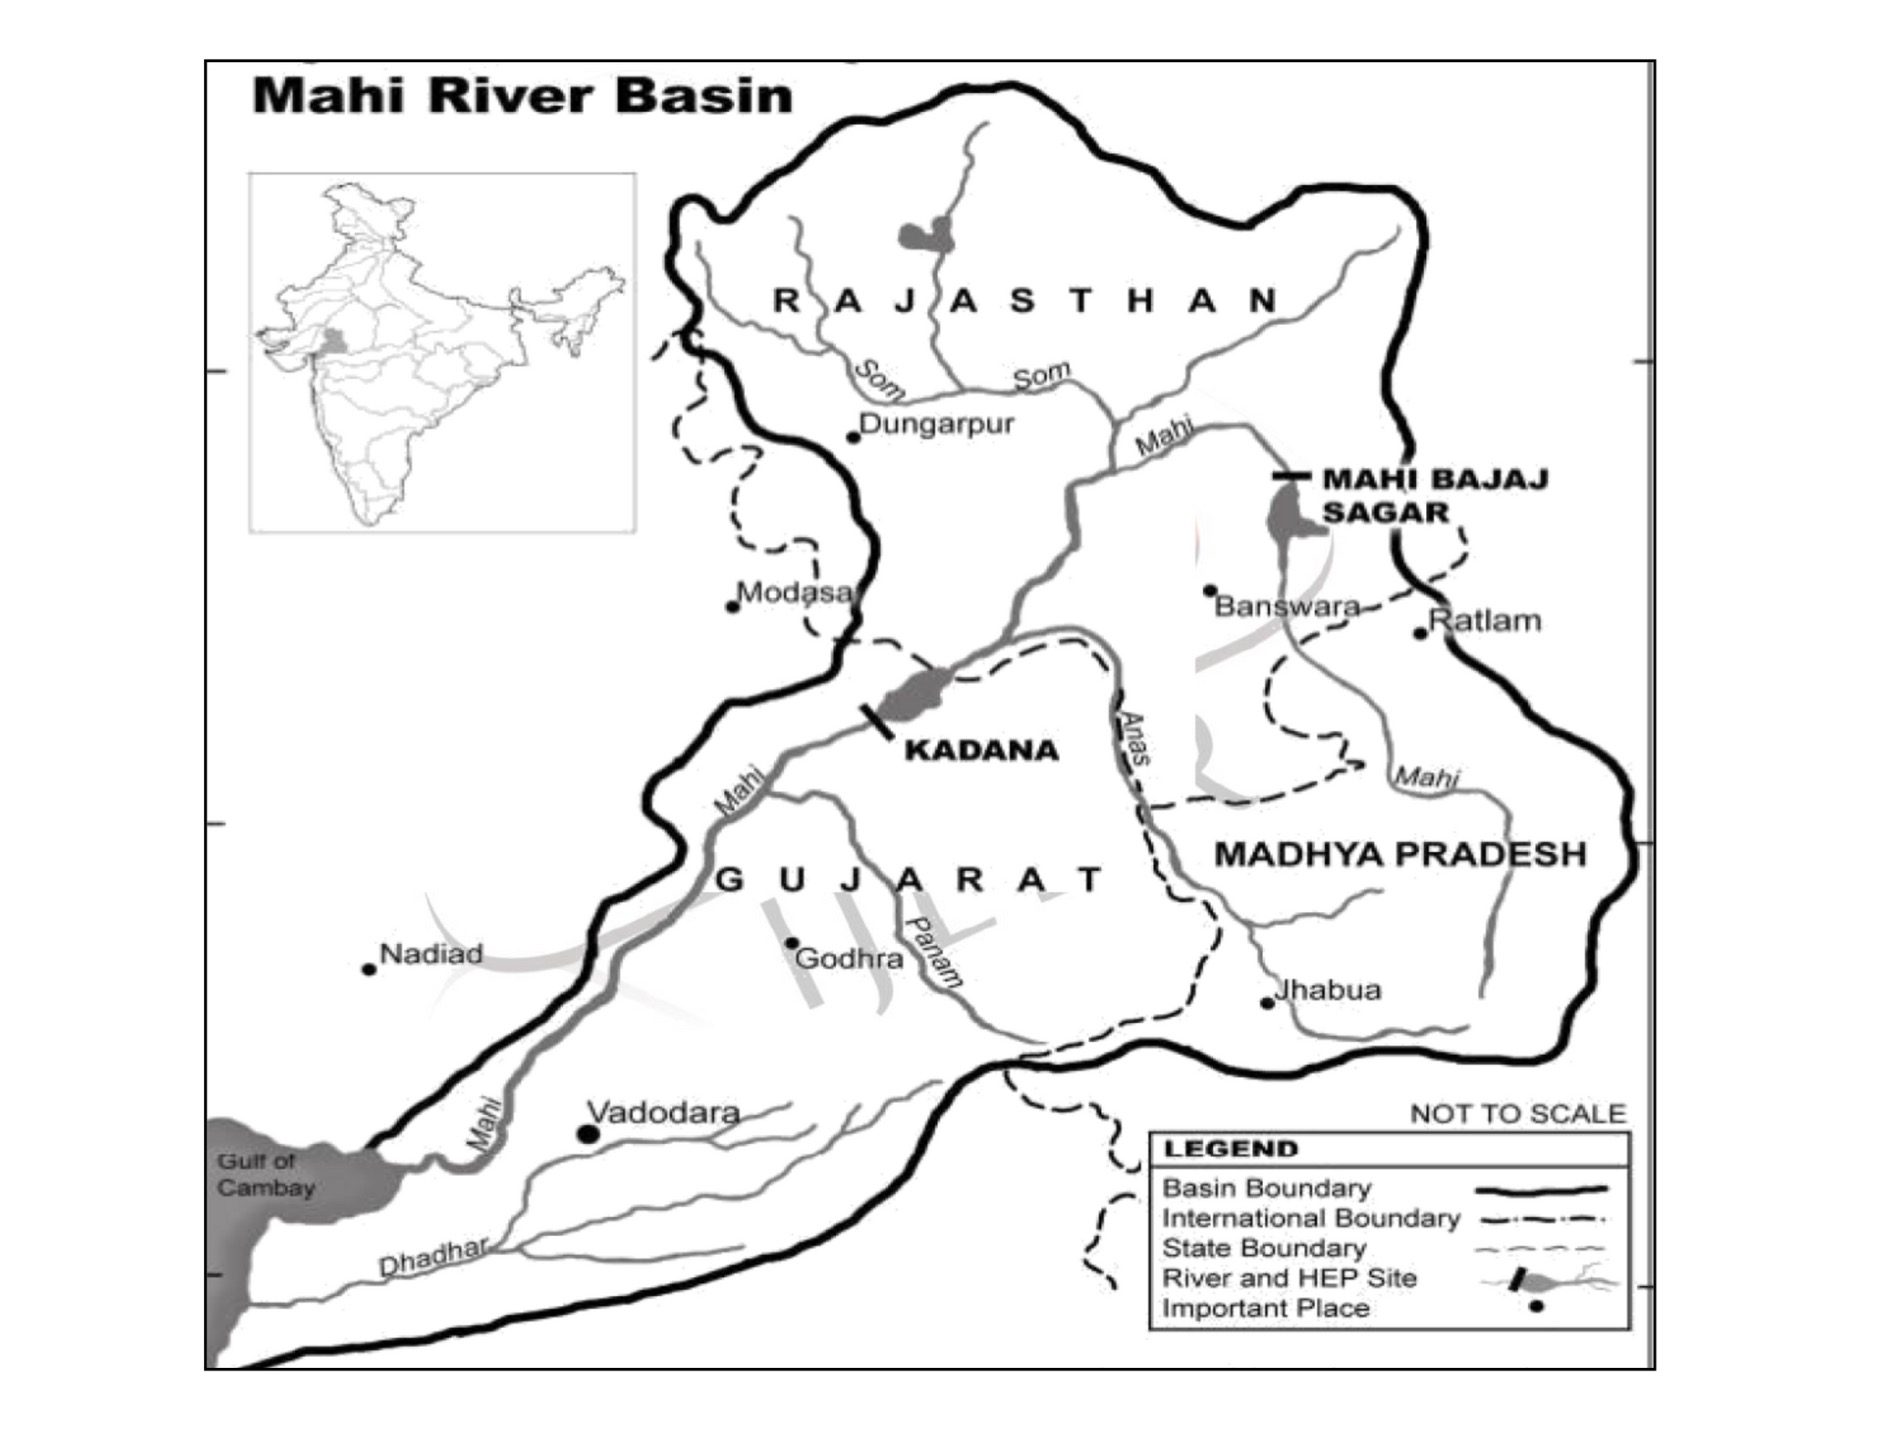 Mahi River Basin
R A J A S T H A N
Som
Som
Dungarpur
Mahi
MAHI BAJAJ
SAGAR
Modasa
Banswara
Ratlam
KADANA
Anas
Mahi
Mahi
MADHYA PRADESH
G U J A R A T
Panam
Nadiad
Godhra
Jhabua
Mahi
Vadodara
NOT TO SCALE
Gulf of
Cambay
Dhadhar
LEGEND
Basin Boundary
International Boundary
State Boundary
River and HEP Site
Important Place